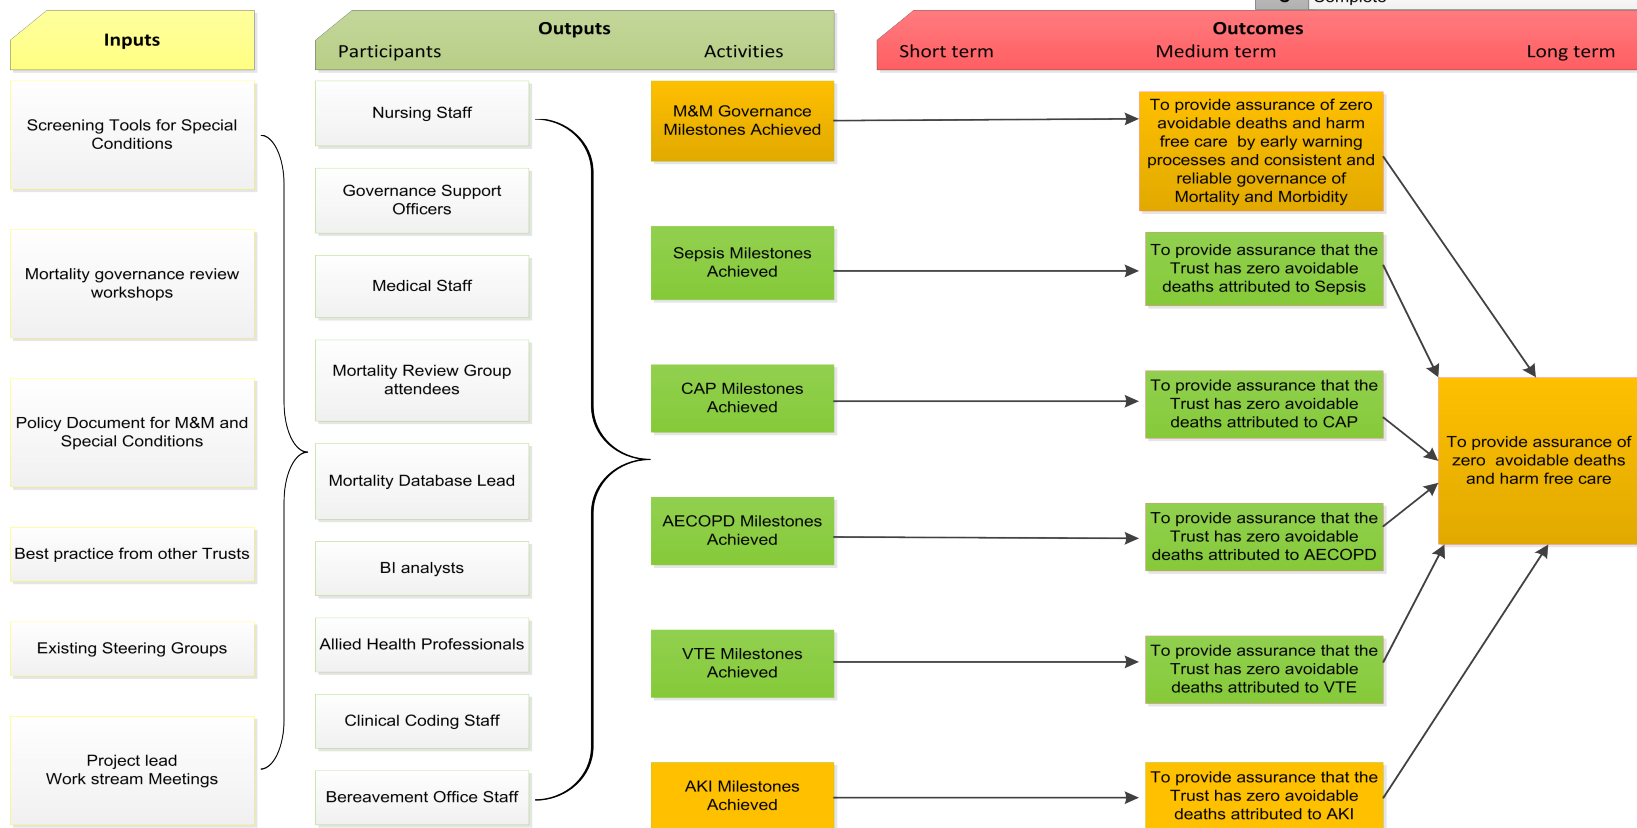 Complete
Inputs
Outputs
Participants
Activities
Outcomes
Short term
Medium term
Long term
Screening Tools for Special
Conditions
Mortality governance review
workshops
Policy Document for M&M and
Special Conditions
Best practice from other Trusts
Existing Steering Groups
Project lead
Work stream Meetings
Nursing Staff
Governance Support
Officers
Medical Staff
Mortality Review Group
attendees
Mortality Database Lead
BI analysts
Allied Health Professionals
Clinical Coding Staff
Bereavement Office Staff
M&M Governance
Milestones Achieved
Sepsis Milestones
Achieved
CAP Milestones
Achieved
AECOPD Milestones
Achieved
VTE Milestones
Achieved
AKI Milestones
Achieved
To provide assurance of zero
avoidable deaths and harm
free care by early warning
processes and consistent and
reliable governance of
Mortality and Morbidity
To provide assurance that the
Trust has zero avoidable
deaths attributed to Sepsis
To provide assurance that the
Trust has zero avoidable
deaths attributed to CAP
To provide assurance that the
Trust has zero avoidable
deaths attributed to AECOPD
To provide assurance that the
Trust has zero avoidable
deaths attributed to VTE
To provide assurance that the
Trust has zero avoidable
deaths attributed to AKI
To provide assurance of
zero avoidable deaths
and harm free care